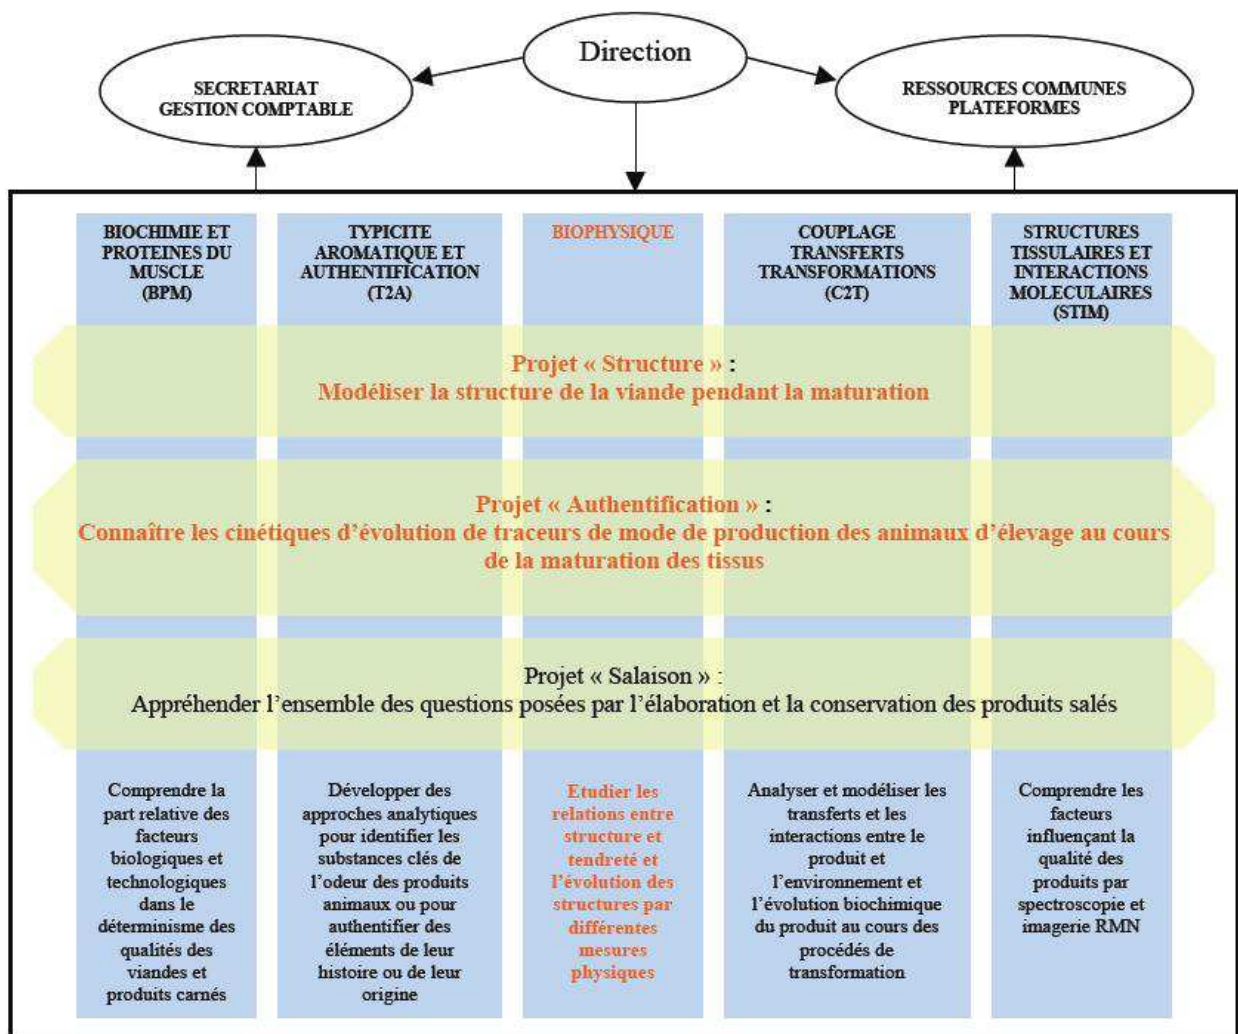 Direction
SECRETARIAT
GESTION COMPTABLE
RESSOURCES COMMUNES
PLATEFORMES
BIOCHIMIE ET
PROTEINES DU
MUSCLE
(BPM)
TYPICITE
AROMATIQUE ET
AUTHENTIFICATION
(T2A)
BIOPHYSIQUE
COUPLAGE
TRANSFERTS
TRANSFORMATIONS
(C2T)
STRUCTURES
TISSULAIRES ET
INTERACTIONS
MOLECULAIRES
(STIM)
Projet « Structure » :
Modéliser la structure de la viande pendant la maturation
Projet « Authentification » :
Connaître les cinétiques d’évolution de traceurs de mode de production des animaux d’élevage au cours
de la maturation des tissus
Projet « Salaison » :
Appréhender l’ensemble des questions posées par l’élaboration et la conservation des produits salés
Comprendre la
part relative des
facteurs
biologiques et
technologiques
dans le
déterminisme des
qualités des
viandes et
produits carnés
Développer des
approches analytiques
pour identifier les
substances clés de
l’odeur des produits
animaux ou pour
authentifier des
éléments de leur
histoire ou de leur
origine
Etudier les
relations entre
structure et
tendreté et
l’évolution des
structures par
différentes
mesures
physiques
Analyser et modéliser les
transferts et les
interactions entre le
produit et
l’environnement et
l’évolution biochimique
du produit au cours des
procédés de
transformation
Comprendre les
facteurs
influençant la
qualité des
produits par
spectroscopie et
imagerie RMN